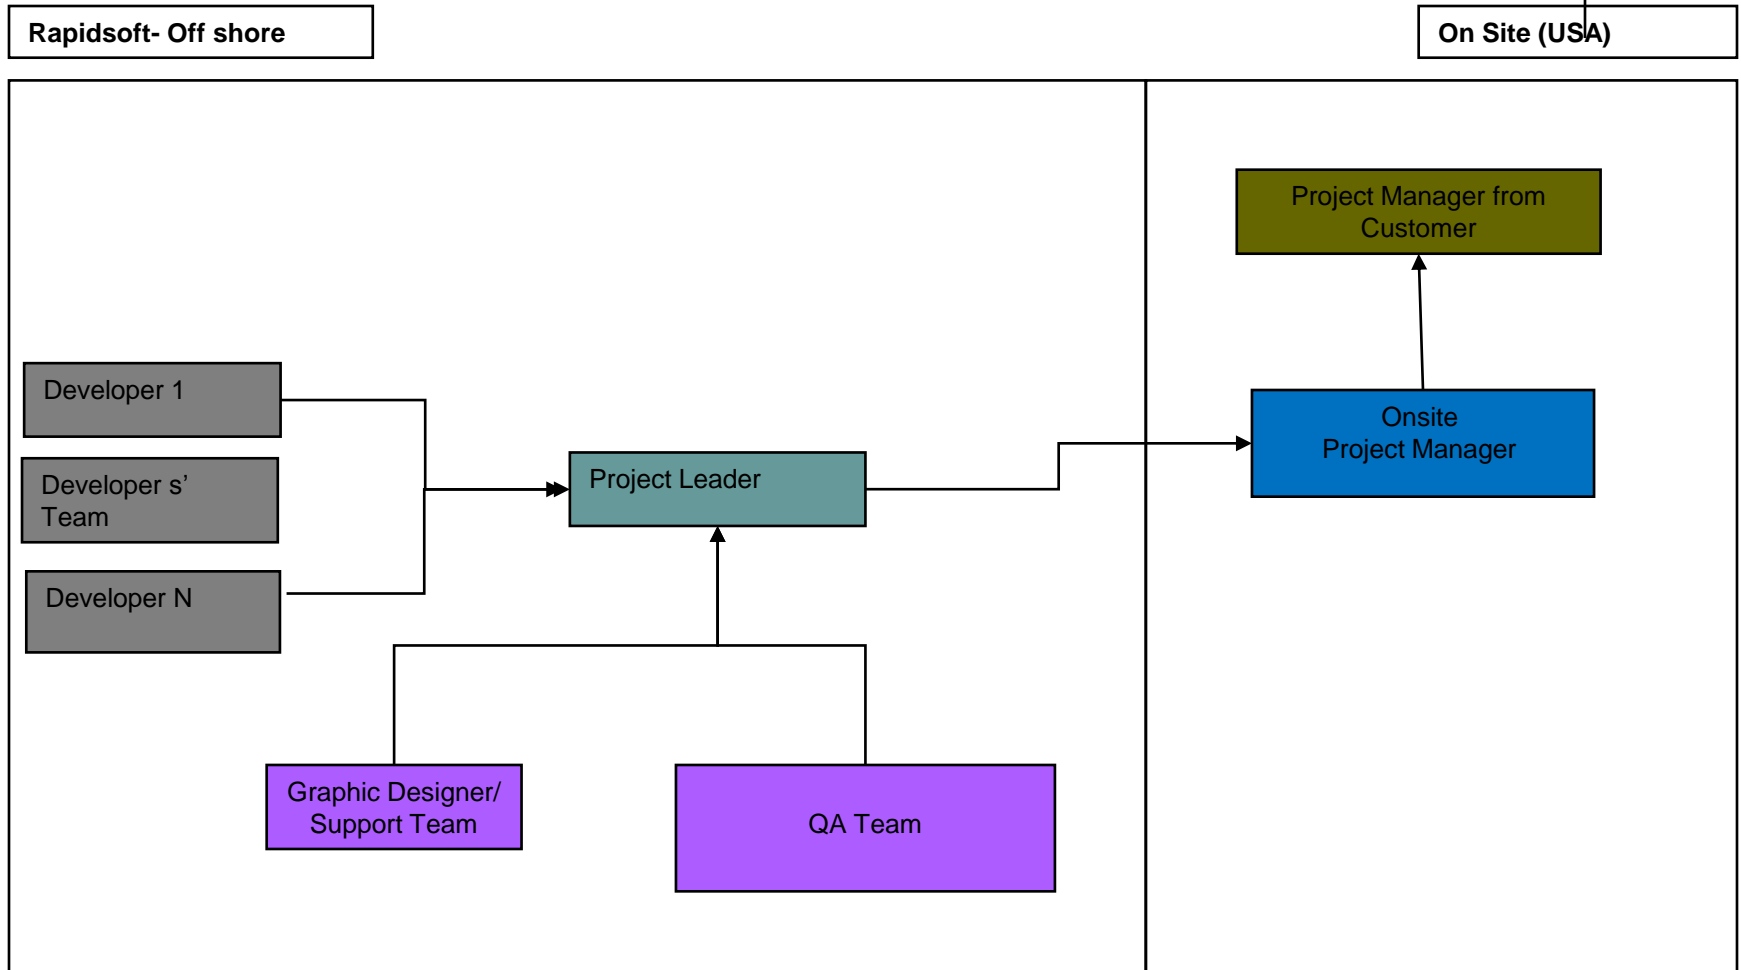 Rapidsoft- Off shore
On Site (USA)
Project Manager from
Customer
Developer 1
Onsite
Project Manager
Developer s’
Team
Project Leader
Developer N
Graphic Designer/
Support Team
QA Team